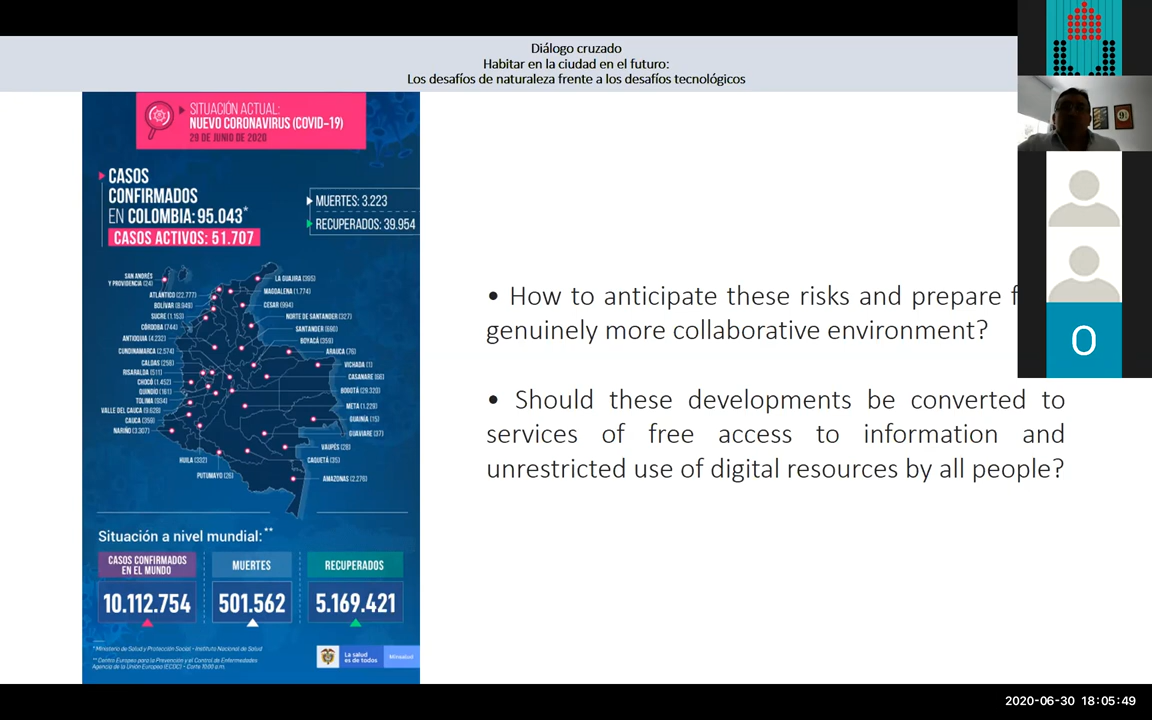 Diálogo cruzado
Habitar en la ciudad en el futuro:
Los desafíos de naturaleza frente a los desafíos tecnológicos
SITUACIÓN ACTUAL:
NUEVO CORONAVIRUS (COVID-19)
29 DE JUNIO DE 2020
CASOS
CONFIRMADOS
EN COLOMBIA: 95.043*
CASOS ACTIVOS: 51.707
MUERTES: 3.223
RECUPERADOS: 39.954
SAN ANDRÉS
Y PROVIDENCIA (24)
ATLÁNTICO (22.777)
BOLÍVAR (8.949)
SUCRE (1.153)
CÓRDOBA (744)
ANTIOQUIA (4.232)
CUNDINAMARCA (2.574)
CALDAS (258)
RISARALDA (511)
CHOCÓ (1.452)
QUINDÍO (161)
TOLIMA (934)
VALLE DEL CAUCA (9.628)
CAUCA (359)
NARIÑO (3.307)
HUILA (332)
PUTUMAYO (26)
LA GUAJIRA (395)
MAGDALENA (1.774)
CESAR (994)
NORTE DE SANTANDER (327)
SANTANDER (660)
BOYACÁ (359)
ARAUCA (76)
VICHADA (1)
CASANARE (66)
BOGOTÁ (29.320)
META (1.228)
GUAINÍA (15)
GUAVIARE (37)
VAUPÉS (28)
CAQUETÁ (35)
AMAZONAS (2.276)
Situación a nivel mundial:**
CASOS CONFIRMADOS
EN EL MUNDO
10.112.754
MUERTES
501.562
RECUPERADOS
5.169.421
* Ministerio de Salud y Protección Social - Instituto Nacional de Salud
** Centro Europeo para la Prevención y el Control de Enfermedades
Agencia de la Unión Europea (ECDC) - Corte 10:00 a.m.
La salud
es de todos
Minsalud
• How to anticipate these risks and prepare
genuinely more collaborative environment?
• Should these developments be converted to
services of free access to information and
unrestricted use of digital resources by all people?
O
2020-06-30 18:05:49